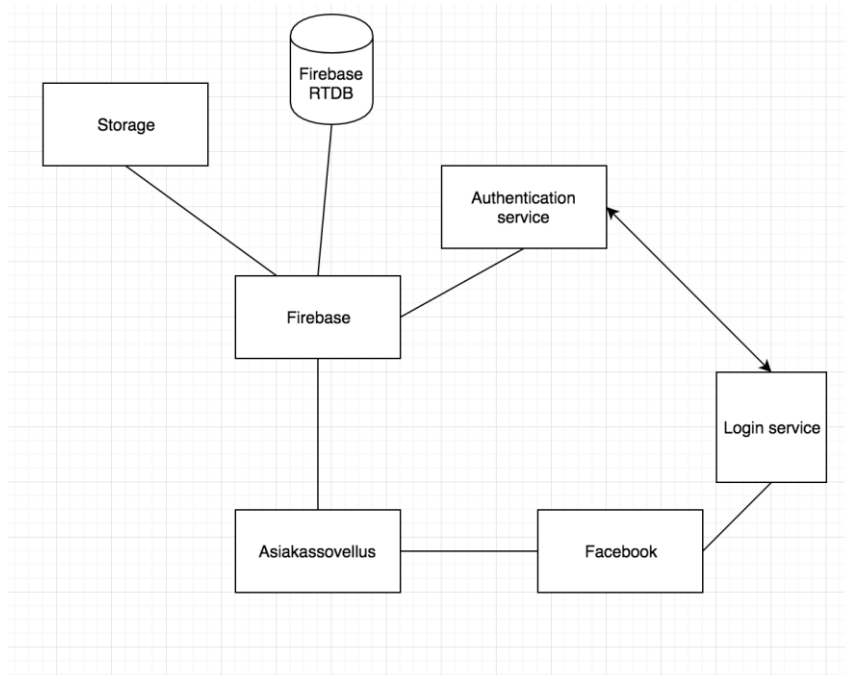 Firebase
RTDB
Storage
Authentication
service
Firebase
Login service
Asiakassovellus
Facebook